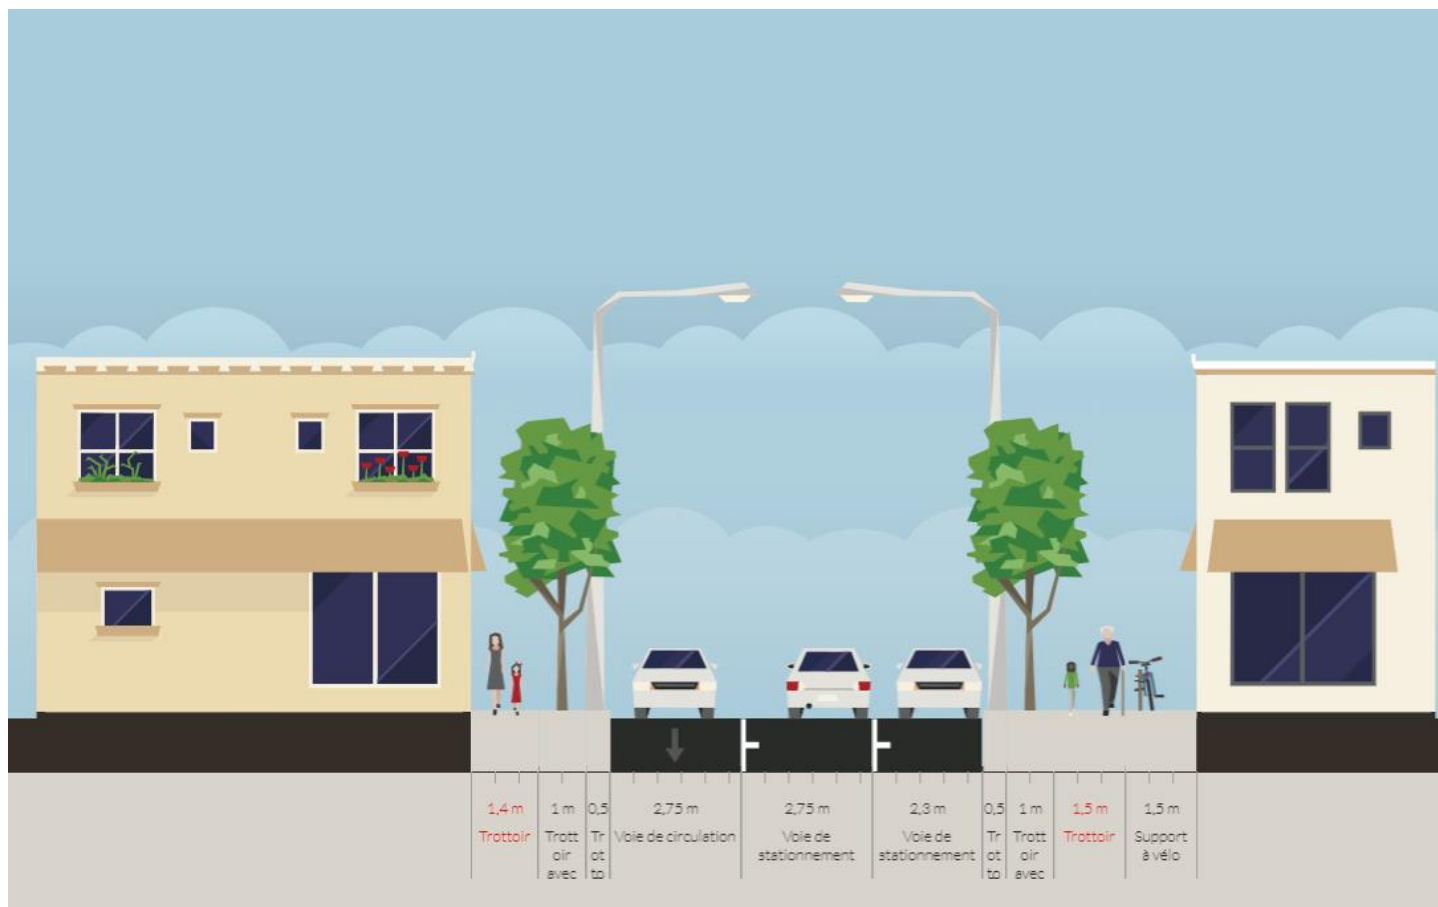 1,4 m
Trottoir
1 m
Trott
oir
avec
0,5
Tr
ot
to
2,75 m
Voie de circulation
2,75 m
Voie de
stationnement
2,3 m
Voie de
stationnement
0,5
Tr
ot
to
1 m
Trott
oir
avec
1,5 m
Trottoir
1,5 m
Support
à vélo